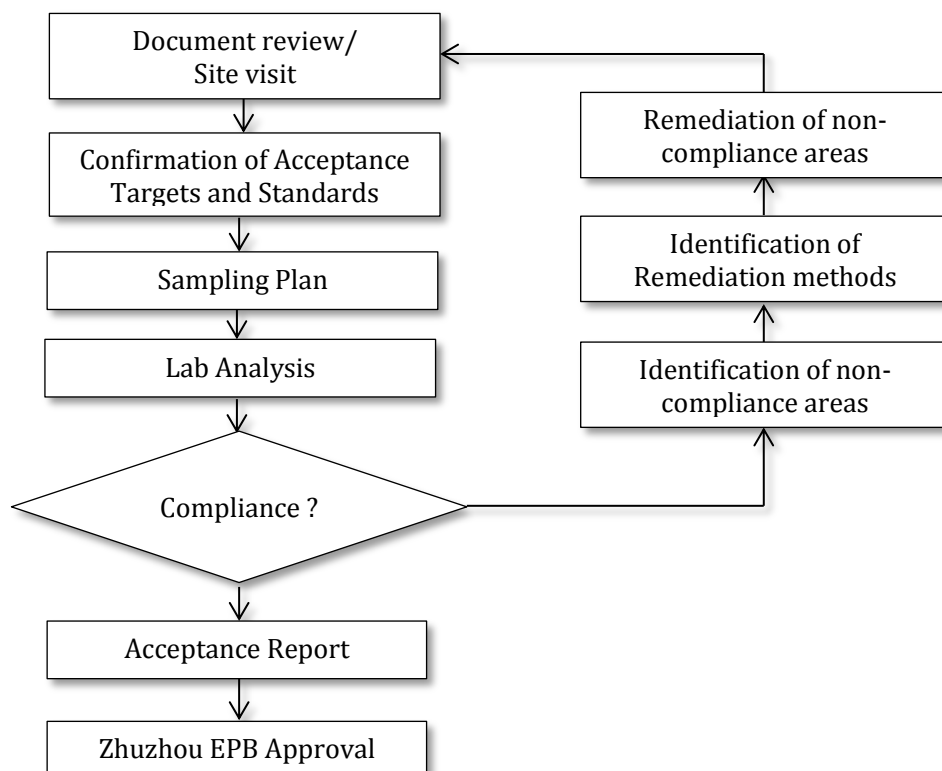 Document review/
Site visit
Confirmation of Acceptance
Targets and Standards
Sampling Plan
Lab Analysis
Compliance ?
Acceptance Report
Zhuzhou EPB Approval
Remediation of non-
compliance areas
Identification of
Remediation methods
Identification of non-
compliance areas